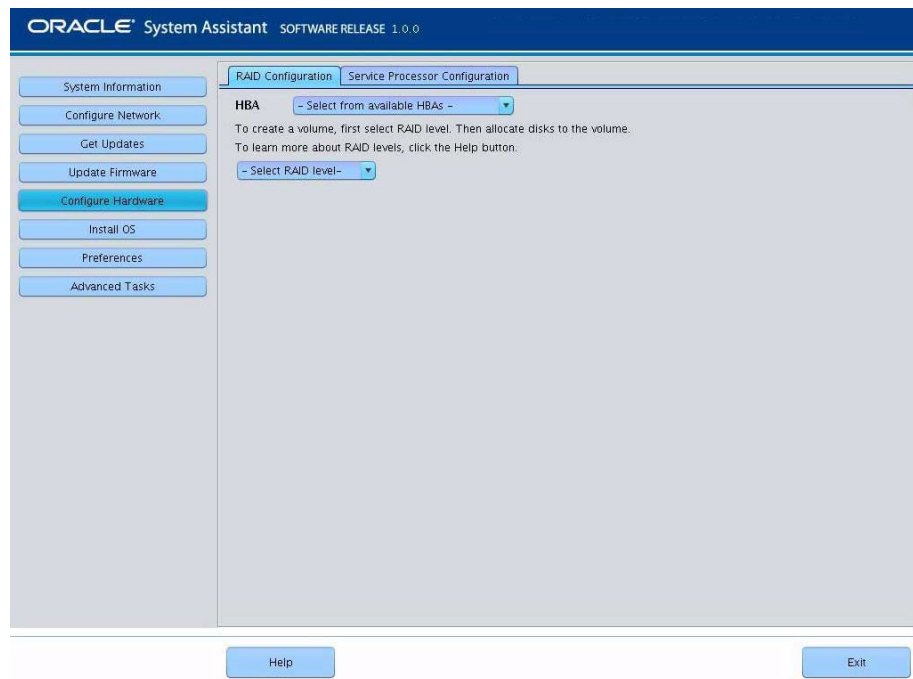 ORACLE System Assistant SOFTWARE RELEASE 1.0.0
System Information
Configure Network
Get Updates
Update Firmware
Configure Hardware
Install OS
Preferences
Advanced Tasks
RAID Configuration Service Processor Configuration
HBA - Select from available HBAs -
To create a volume, first select RAID level. Then allocate disks to the volume.
To learn more about RAID levels, click the Help button.
- Select RAID level-
Help Exit